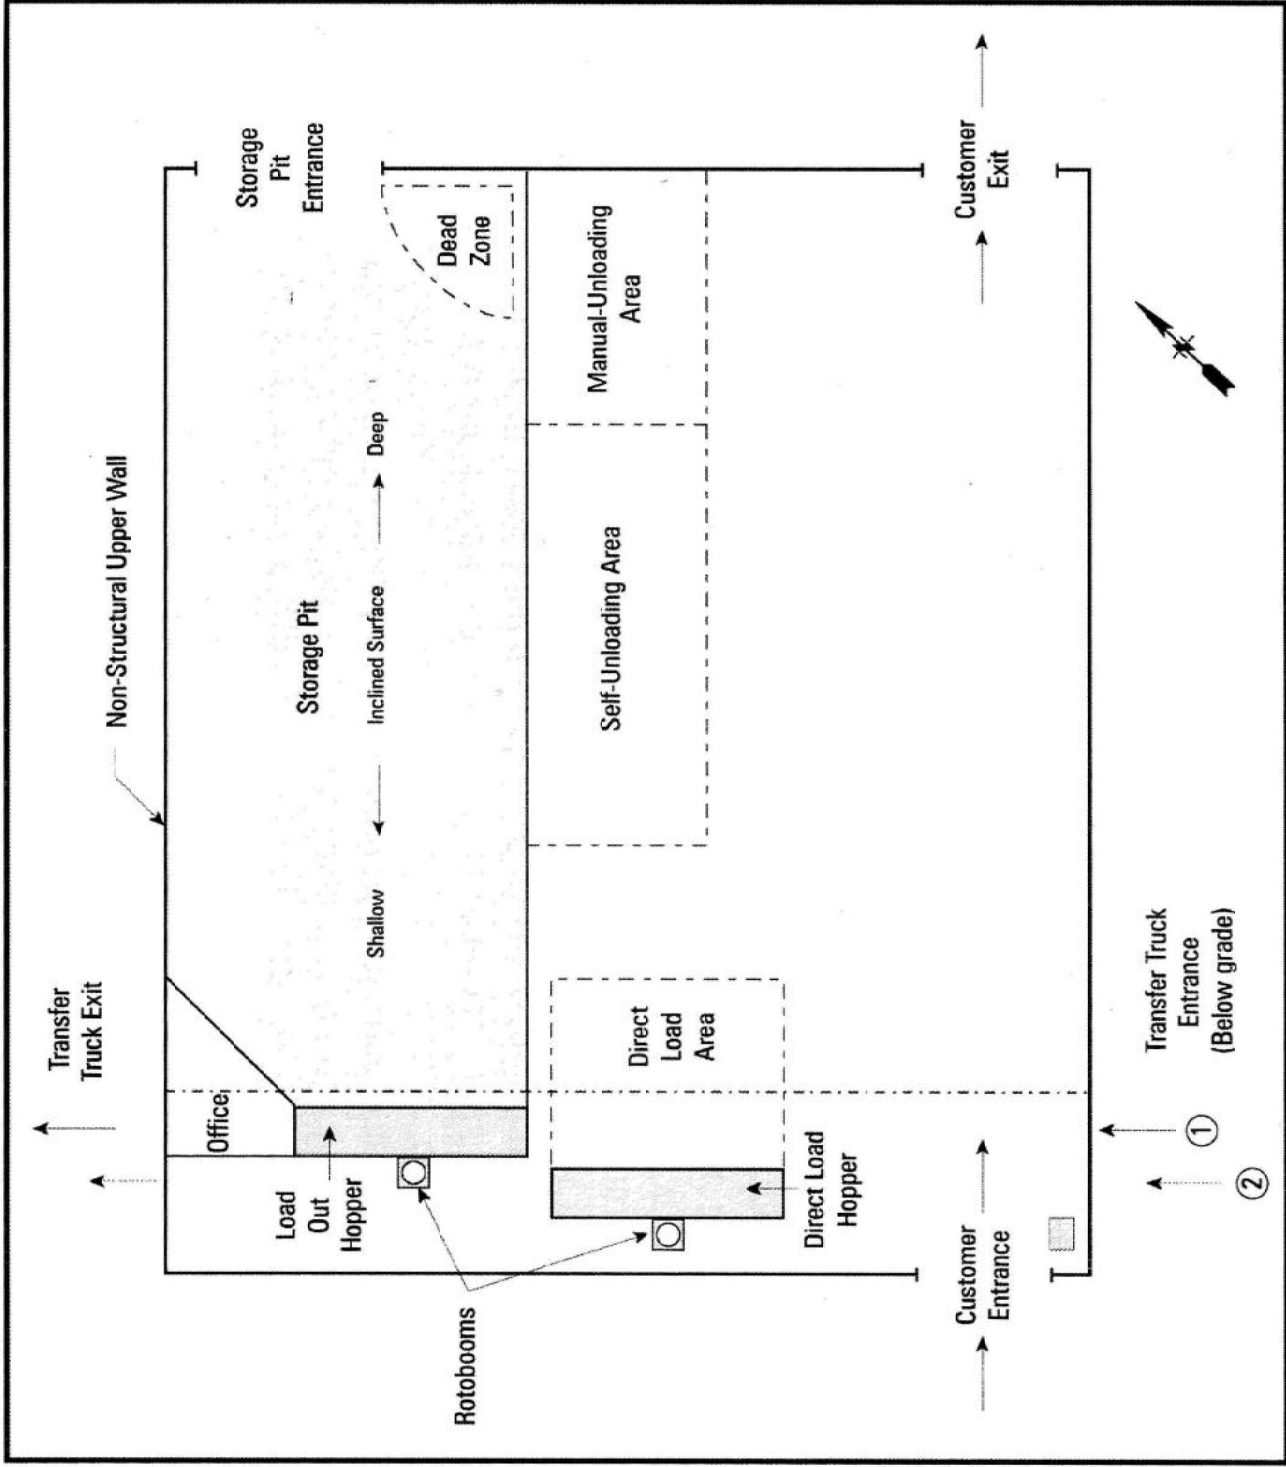 Transfer
Truck Exit
Non-Structural Upper Wall
Storage
Pit
Entrance
Office
Load
Out
Hopper
Shallow
Storage Pit
Inclined Surface
Deep
Dead
Zone
Rotobooms
Direct
Load
Area
Self-Unloading Area
Manual-Unloading
Area
Direct Load
Hopper
Customer
Entrance
Customer
Exit
1
2
Transfer Truck
Entrance
(Below grade)